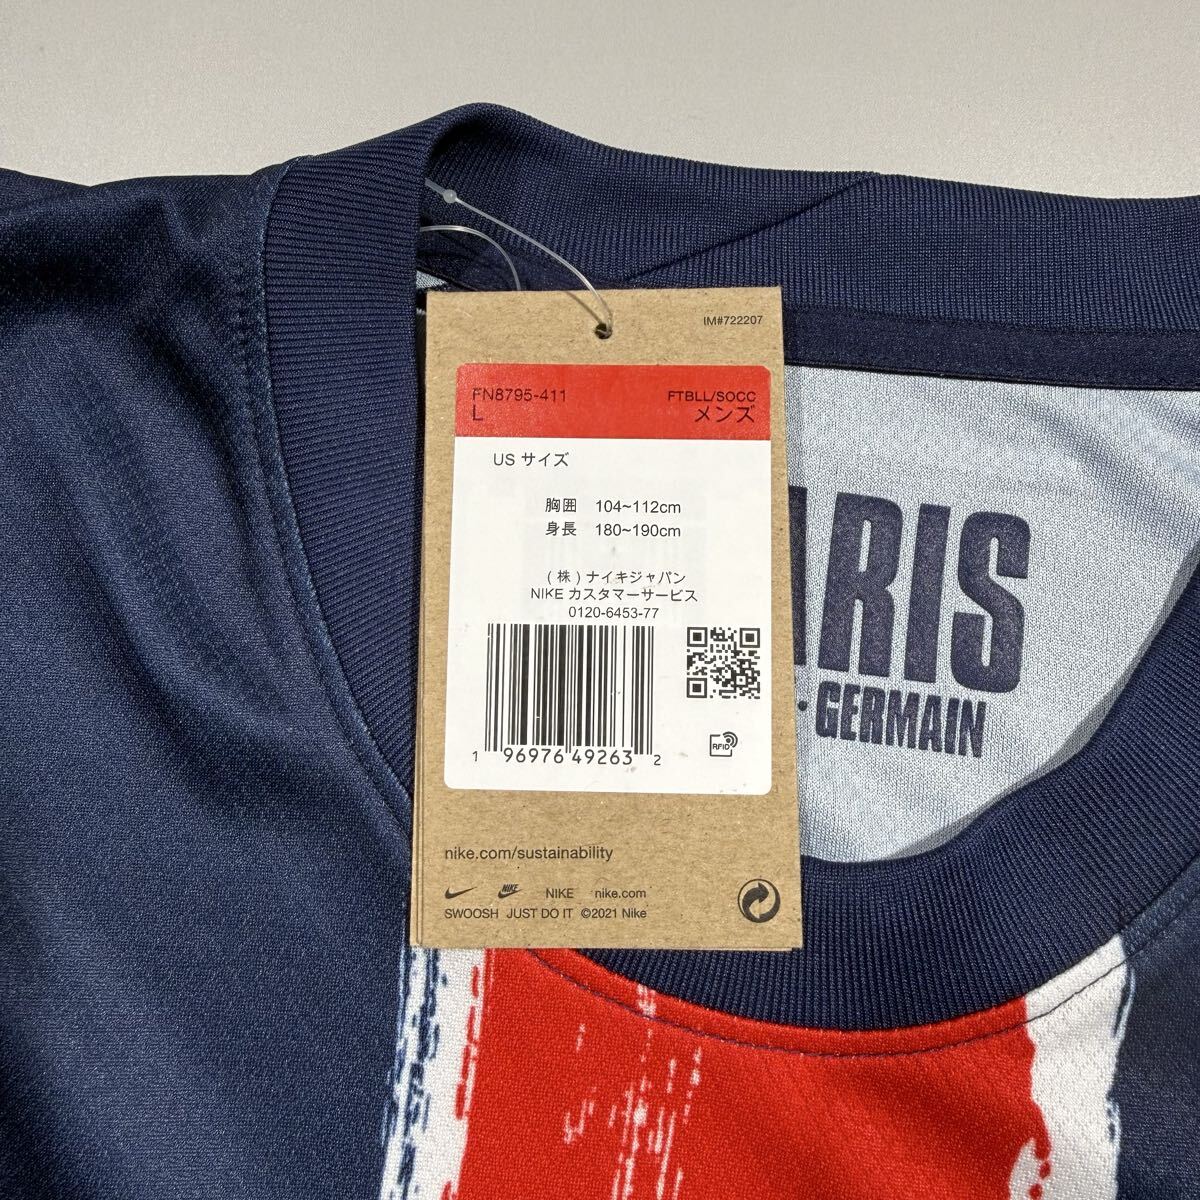 IM#722207
FN8795-411 FTBLL/SOCC
L メンズ
US サイズ
胸囲 104~112cm
身長 180~190cm
(株)ナイキジャパン
NIKE カスタマーサービス
0120-6453-77
1 96976 49263 2
RFID
nike.com/sustainability
NIKE NIKE nike.com
SWOOSH JUST DO IT ©2021 Nike
ARIS
· GERMAIN